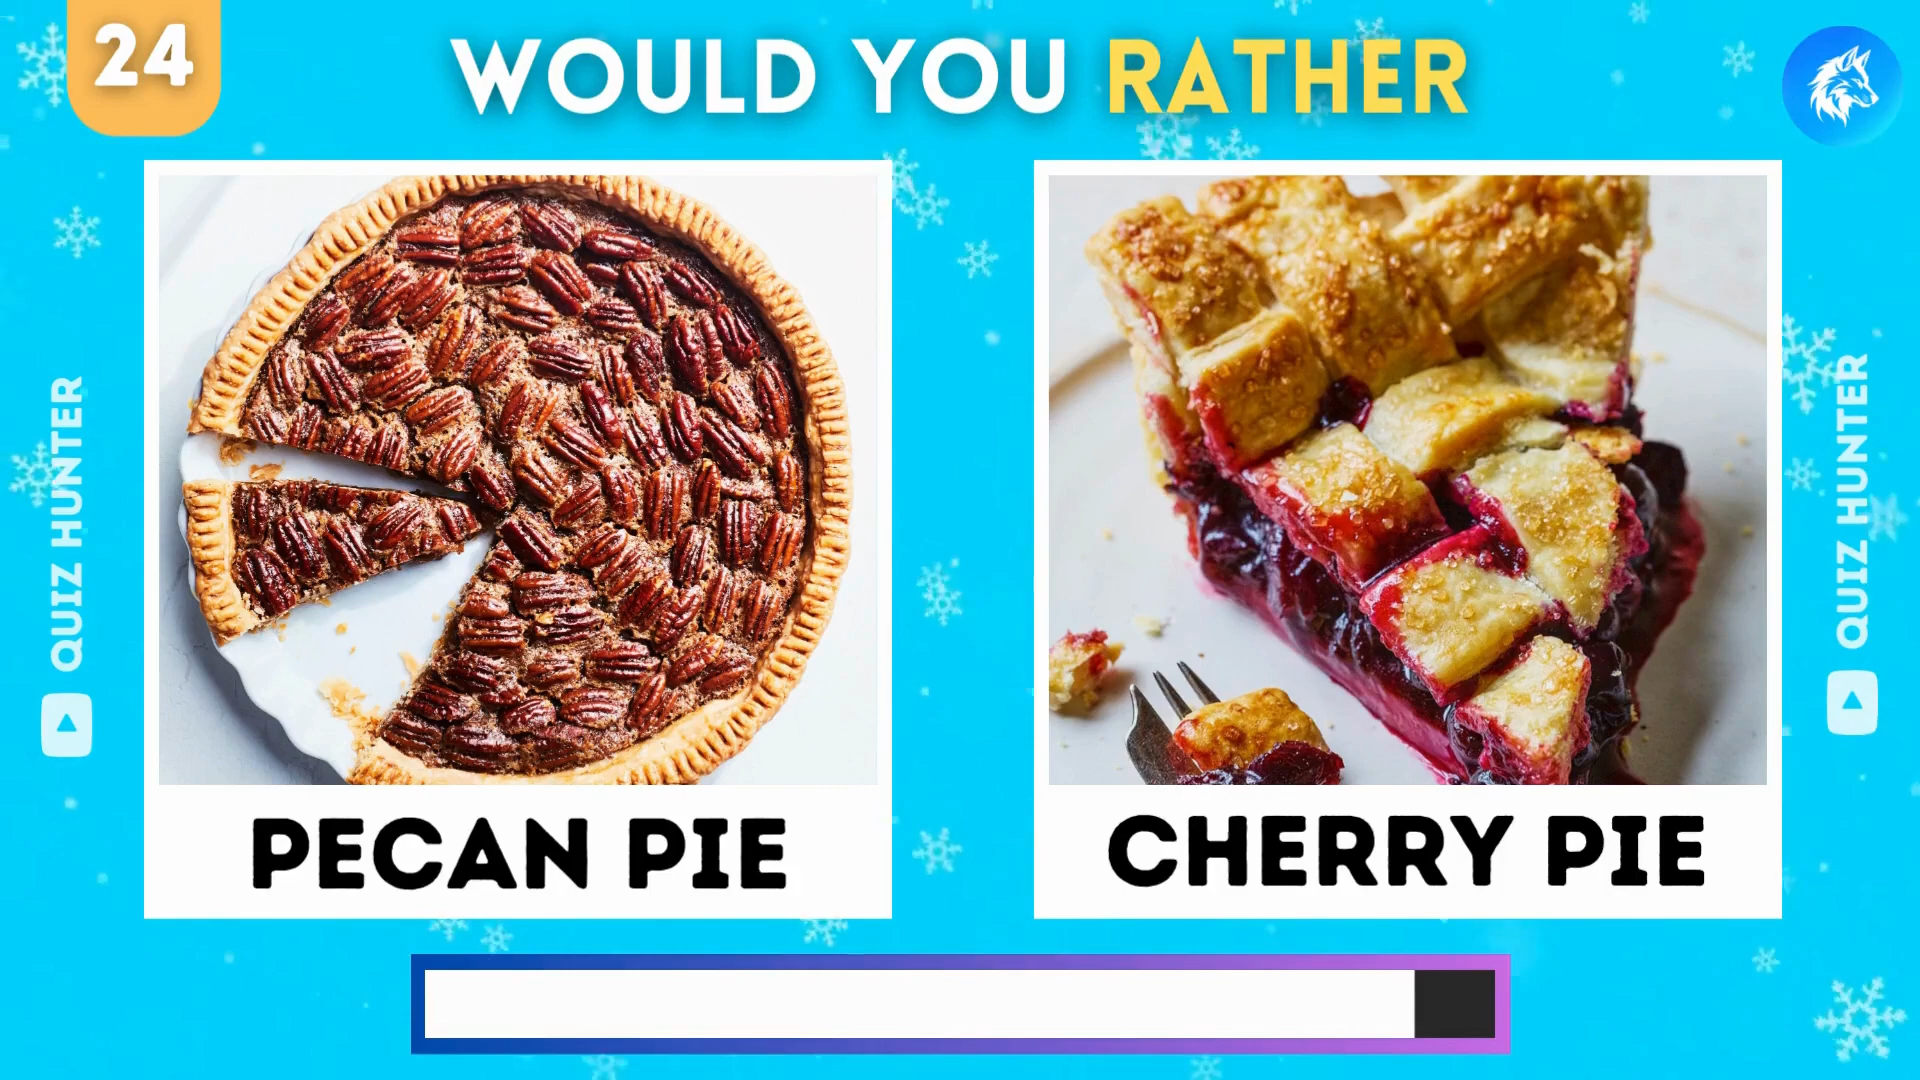 24
WOULD YOU RATHER
QUIZ HUNTER
QUIZ HUNTER
PECAN PIE
CHERRY PIE